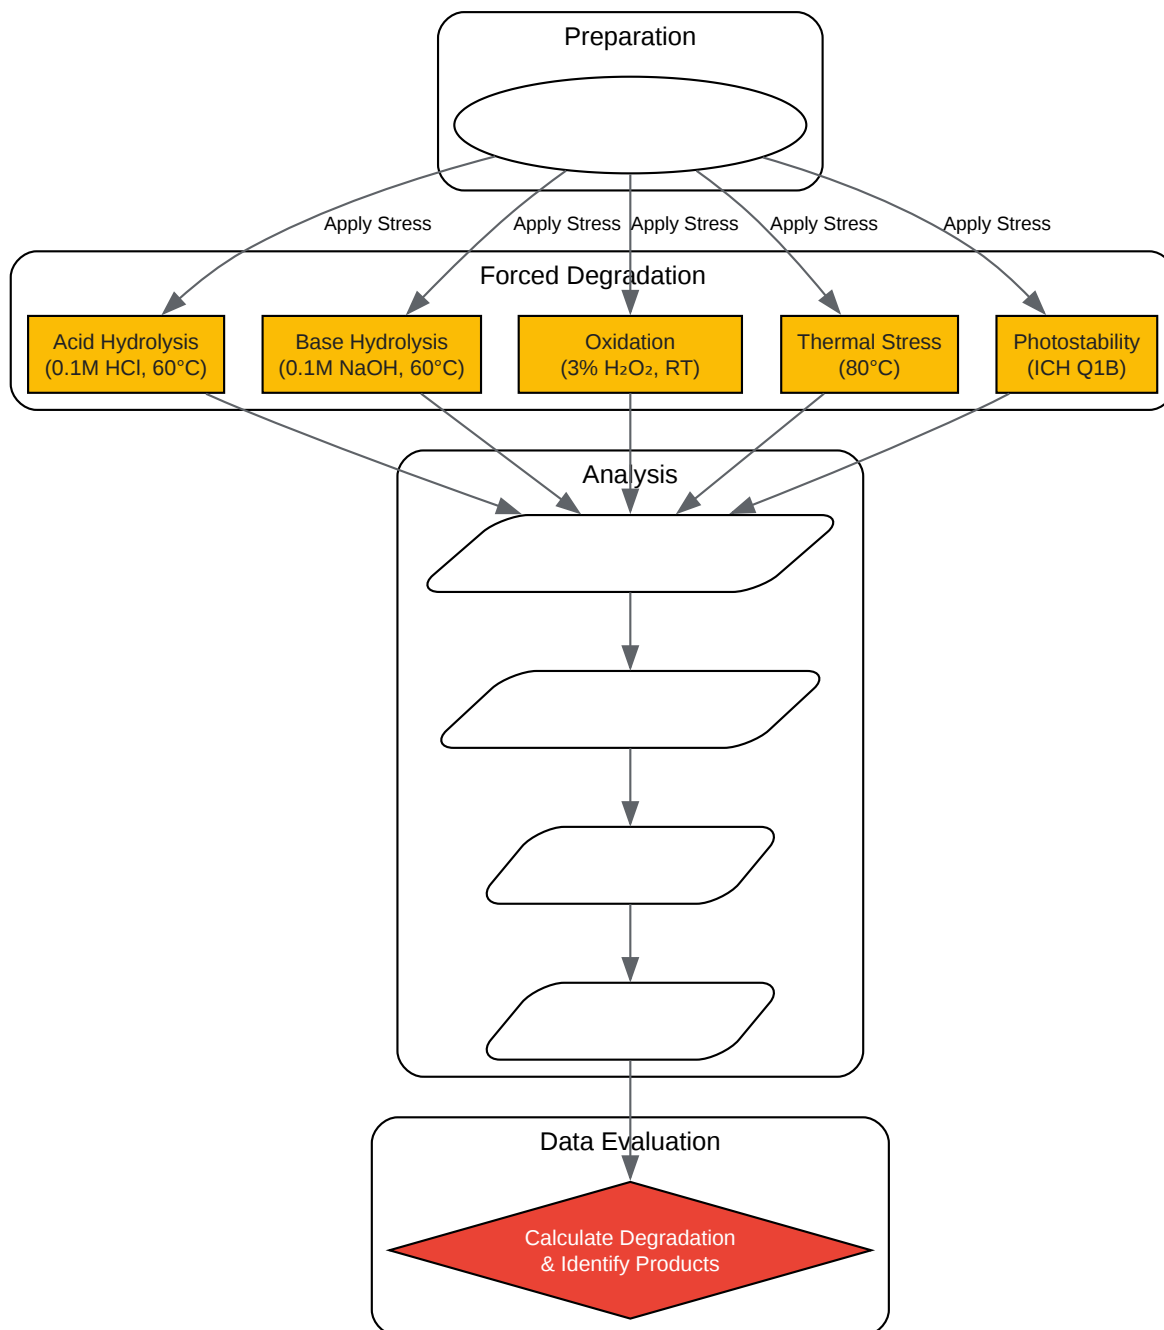 Preparation
Apply Stress
Apply Stress
Apply Stress
Apply Stress
Apply Stress
Forced Degradation
Acid Hydrolysis
(0.1M HCl, 60°C)
Base Hydrolysis
(0.1M NaOH, 60°C)
Oxidation
(3% H₂O₂, RT)
Thermal Stress
(80°C)
Photostability
(ICH Q1B)
Analysis
Data Evaluation
Calculate Degradation
& Identify Products